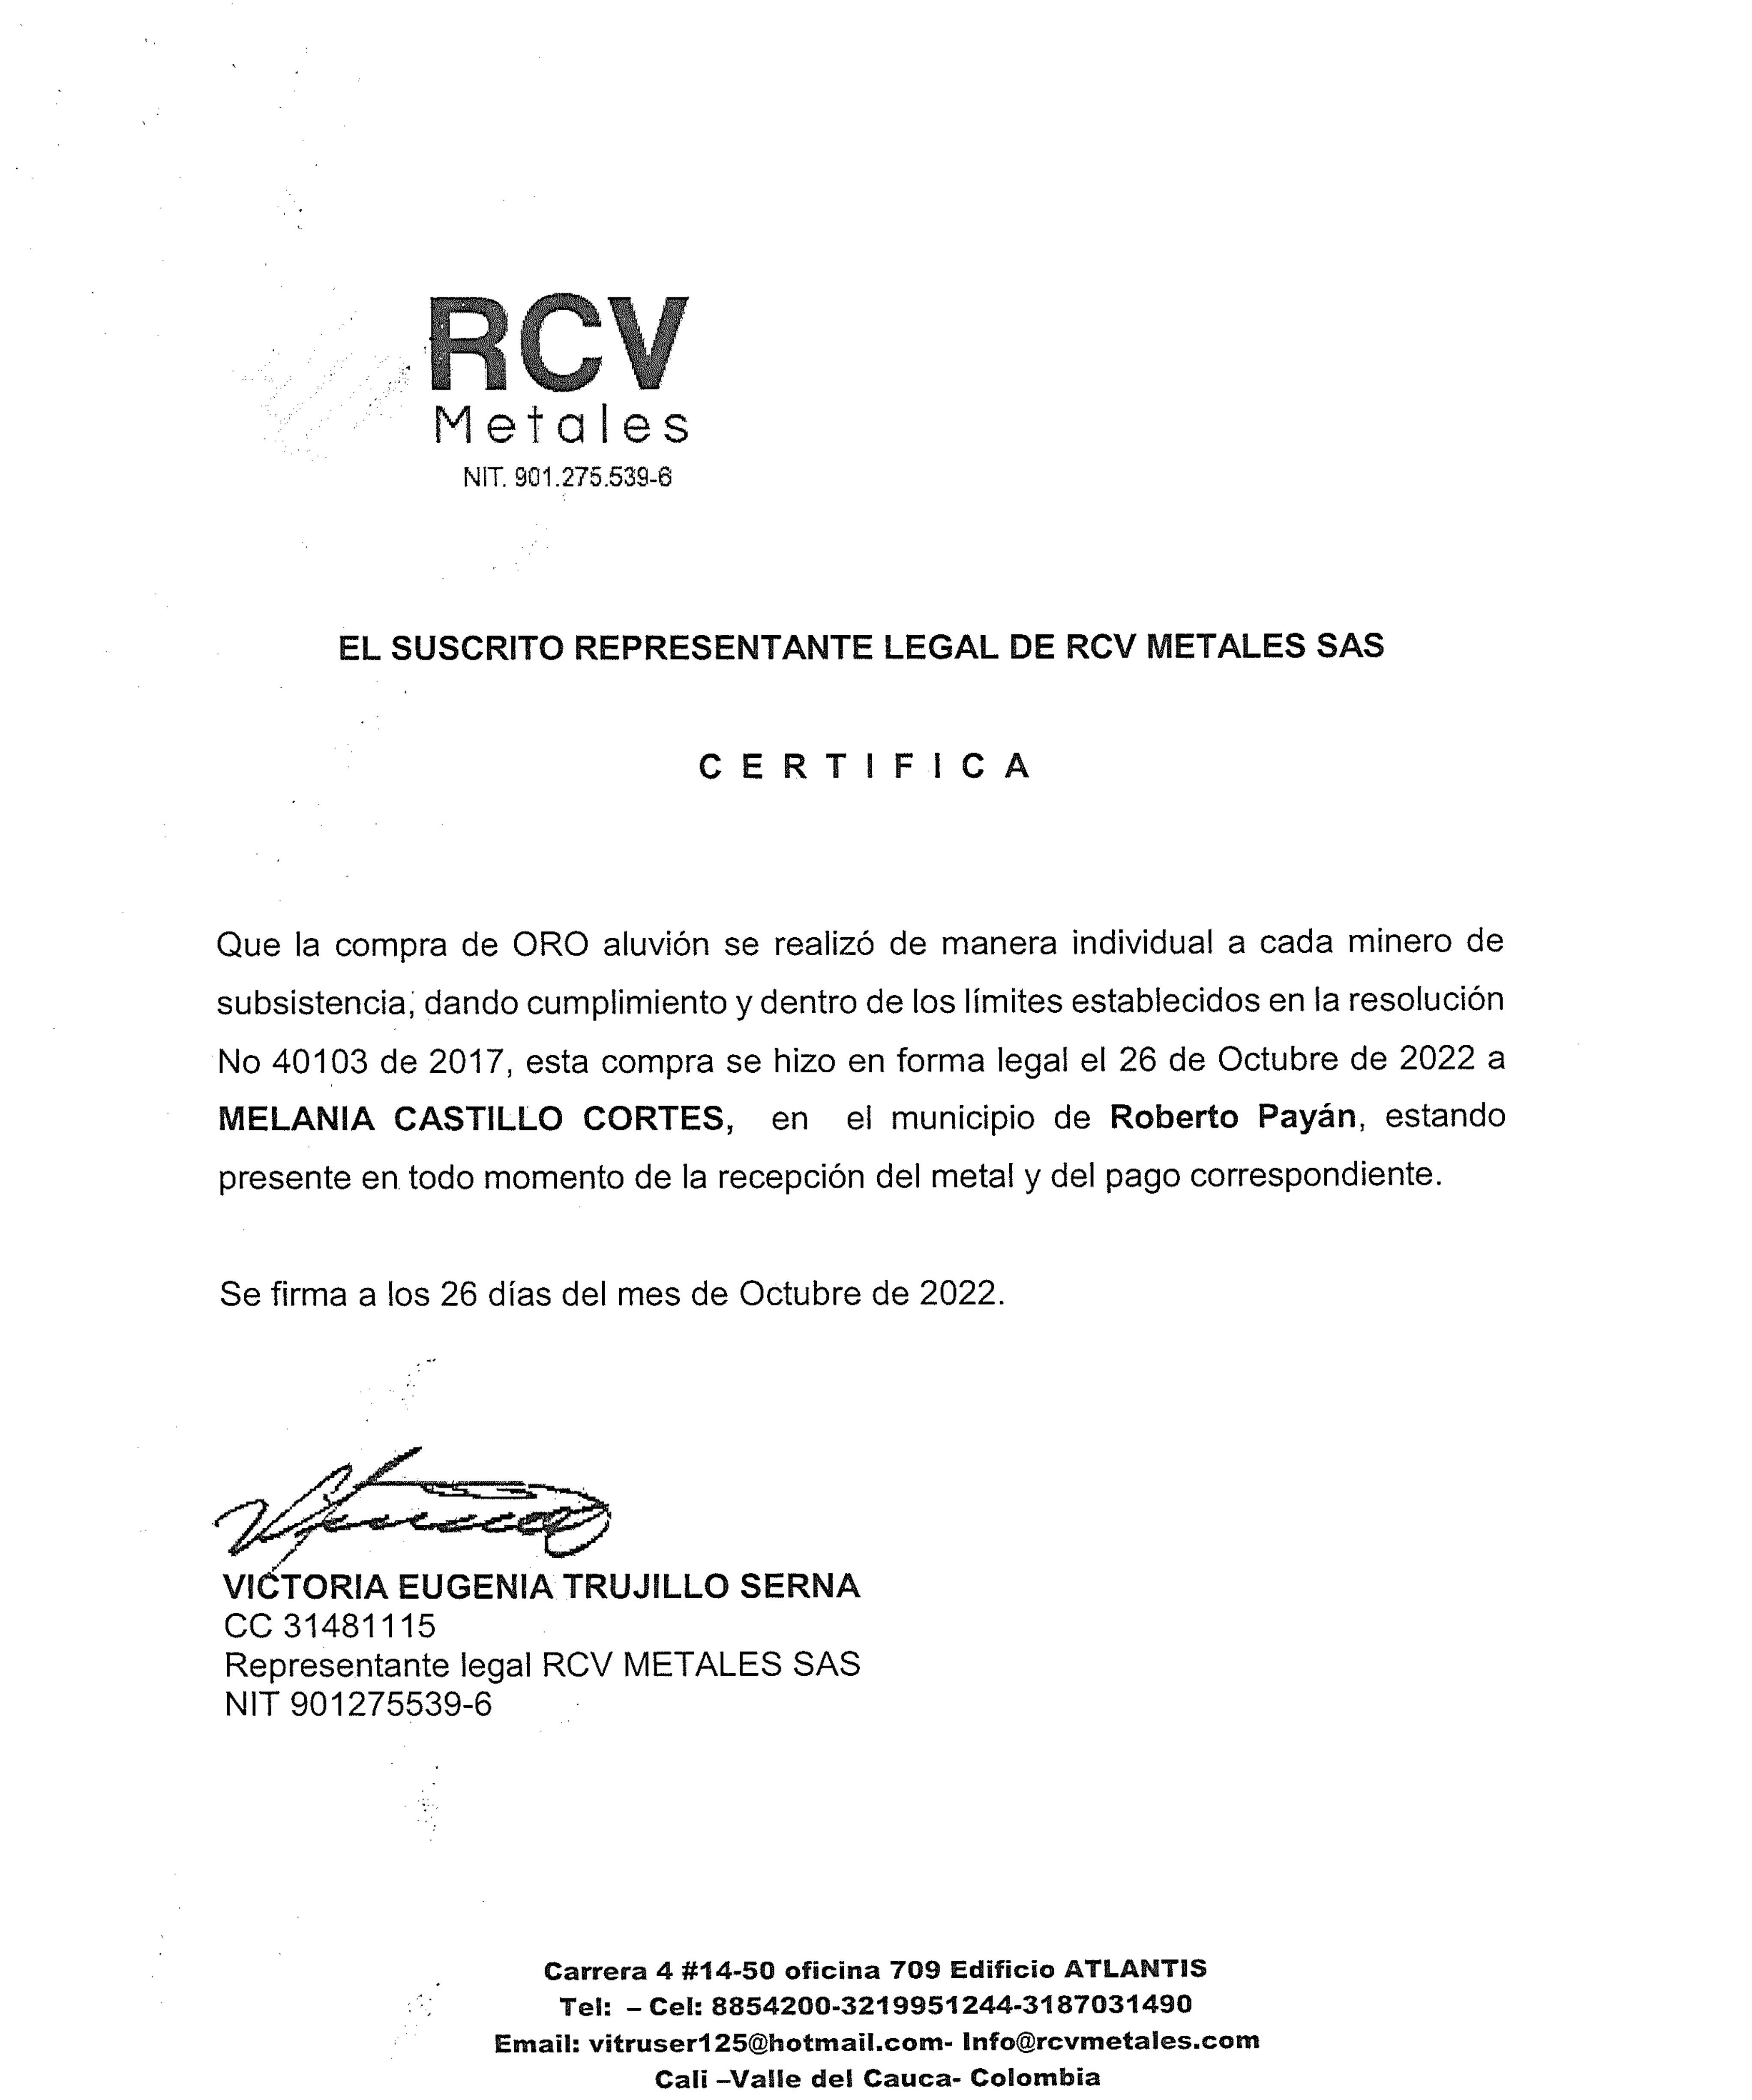 RCV
Metales
NIT. 901.275.539-6
EL SUSCRITO REPRESENTANTE LEGAL DE RCV METALES SAS
C E R T I F I C A
Que la compra de ORO aluvión se realizó de manera individual a cada minero de
subsistencia, dando cumplimiento y dentro de los límites establecidos en la resolución
No 40103 de 2017, esta compra se hizo en forma legal el 26 de Octubre de 2022 a
MELANIA CASTILLO CORTES, en el municipio de Roberto Payán, estando
presente en todo momento de la recepción del metal y del pago correspondiente.
Se firma a los 26 días del mes de Octubre de 2022.
VICTORIA EUGENIA TRUJILLO SERNA
CC 31481115
Representante legal RCV METALES SAS
NIT 901275539-6
Carrera 4 #14-50 oficina 709 Edificio ATLANTIS
Tel: – Cel: 8854200-3219951244-3187031490
Email: vitruser125@hotmail.com- Info@rcvmetales.com
Cali –Valle del Cauca- Colombia